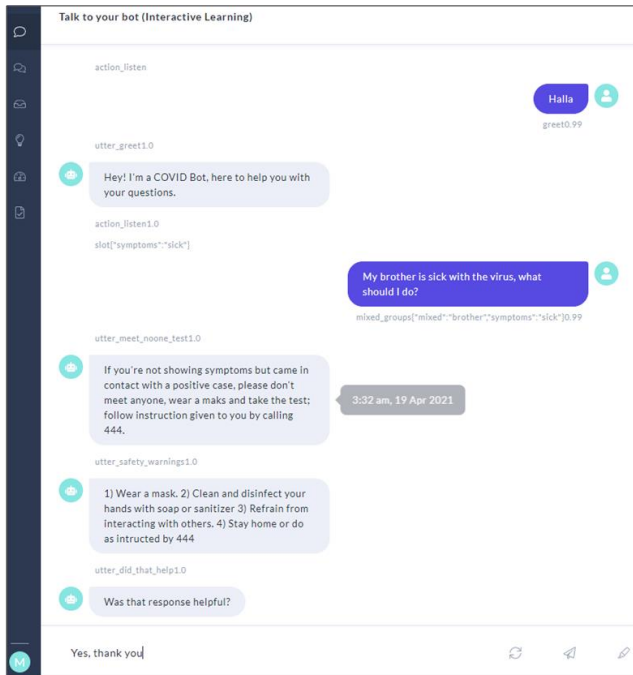 Talk to your bot (Interactive Learning)
action_listen
Halla
greet0.99
utter_greet1.0
Hey! I'm a COVID Bot, here to help you with
your questions.
action_listen1.0
slot{"symptoms":"sick"}
My brother is sick with the virus, what
should I do?
mixed_groups{"mixed":"brother","symptoms":"sick"}0.99
utter_meet_noone_test1.0
If you're not showing symptoms but came in
contact with a positive case, please don't
meet anyone, wear a maks and take the test;
follow instruction given to you by calling
444.
3:32 am, 19 Apr 2021
utter_safety_warnings1.0
1) Wear a mask. 2) Clean and disinfect your
hands with soap or sanitizer 3) Refrain from
interacting with others. 4) Stay home or do
as intructed by 444
utter_did_that_help1.0
Was that response helpful?
Yes, thank you
M